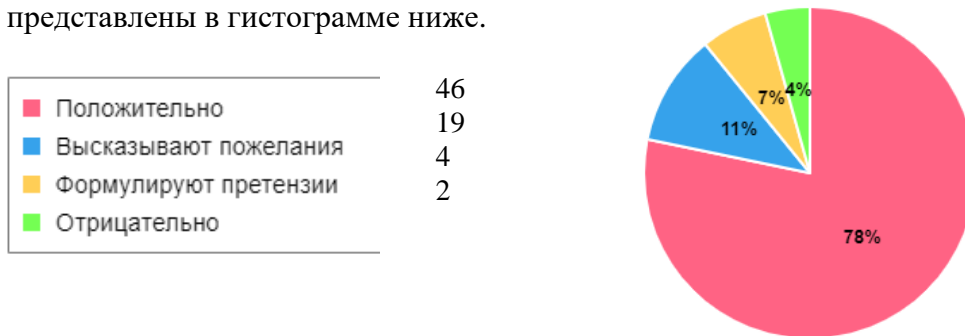 представлены в гистограмме ниже.
Положительно 46
Высказывают пожелания 19
Формулируют претензии 4
Отрицательно 2
4%
7%
11%
78%